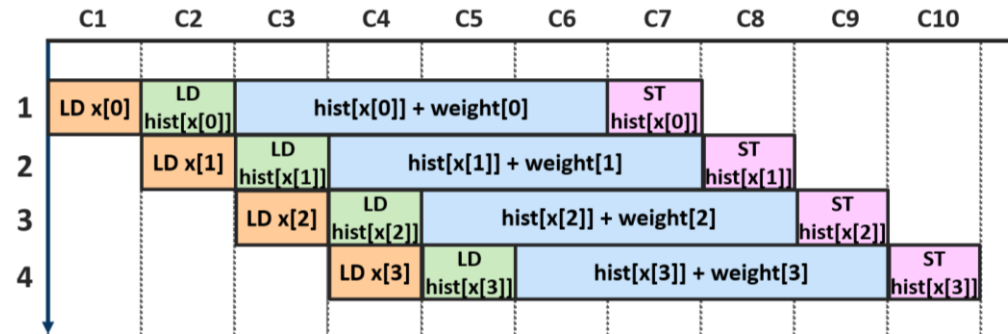 C1 C2 C3 C4 C5 C6 C7 C8 C9 C10
1 LD x[0] LD hist[x[0]] hist[x[0]] + weight[0] ST hist[x[0]]
2 LD x[1] LD hist[x[1]] hist[x[1]] + weight[1] ST hist[x[1]]
3 LD x[2] LD hist[x[2]] hist[x[2]] + weight[2] ST hist[x[2]]
4 LD x[3] LD hist[x[3]] hist[x[3]] + weight[3] ST hist[x[3]]